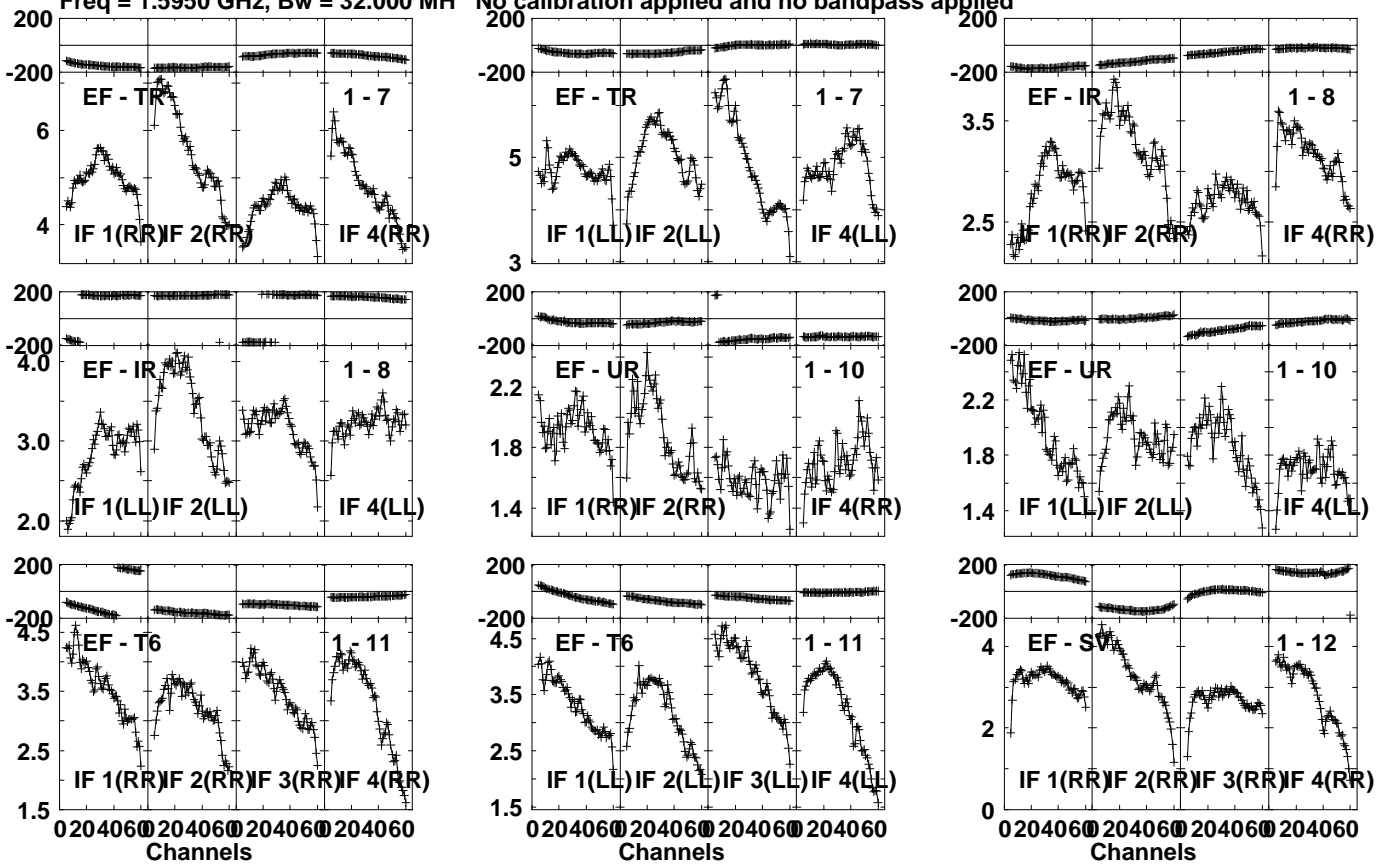 Freq = 1.5950 GHz, Bw = 32.000 MH No calibration applied and no bandpass applied
200 200 200
-200 -200 -200
EF - TR 1 - 7 EF - TR 1 - 7 EF - IR 1 - 8
6 5 3.5
4 3 2.5
IF 1(RR) IF 2(RR) IF 4(RR) IF 1(LL) IF 2(LL) IF 4(LL) IF 1(RR) IF 2(RR) IF 4(RR)
200 200 200
-200 -200 -200
4.0 EF - IR 1 - 8 EF - UR 1 - 10 EF - UR 1 - 10
3.0 2.2 2.2
2.0 1.8 1.8
1.4 1.4
IF 1(LL) IF 2(LL) IF 4(LL) IF 1(RR) IF 2(RR) IF 4(RR) IF 1(LL) IF 2(LL) IF 4(LL)
200 200 200
-200 -200 -200
4.5 EF - T6 1 - 11 4.5 EF - T6 1 - 11 4 EF - SV 1 - 12
3.5 3.5 2
2.5 2.5
IF 1(RR) IF 2(RR) IF 3(RR) IF 4(RR) IF 1(LL) IF 2(LL) IF 3(LL) IF 4(LL) IF 1(RR) IF 2(RR) IF 3(RR) IF 4(RR)
1.5 1.5 0
0 20 40 60 0 20 40 60 0 20 40 60 0 20 40 60 0 20 40 60 0 20 40 60 0 20 40 60 0 20 40 60 0 20 40 60 0 20 40 60 0 20 40 60 0 20 40 60
Channels Channels Channels